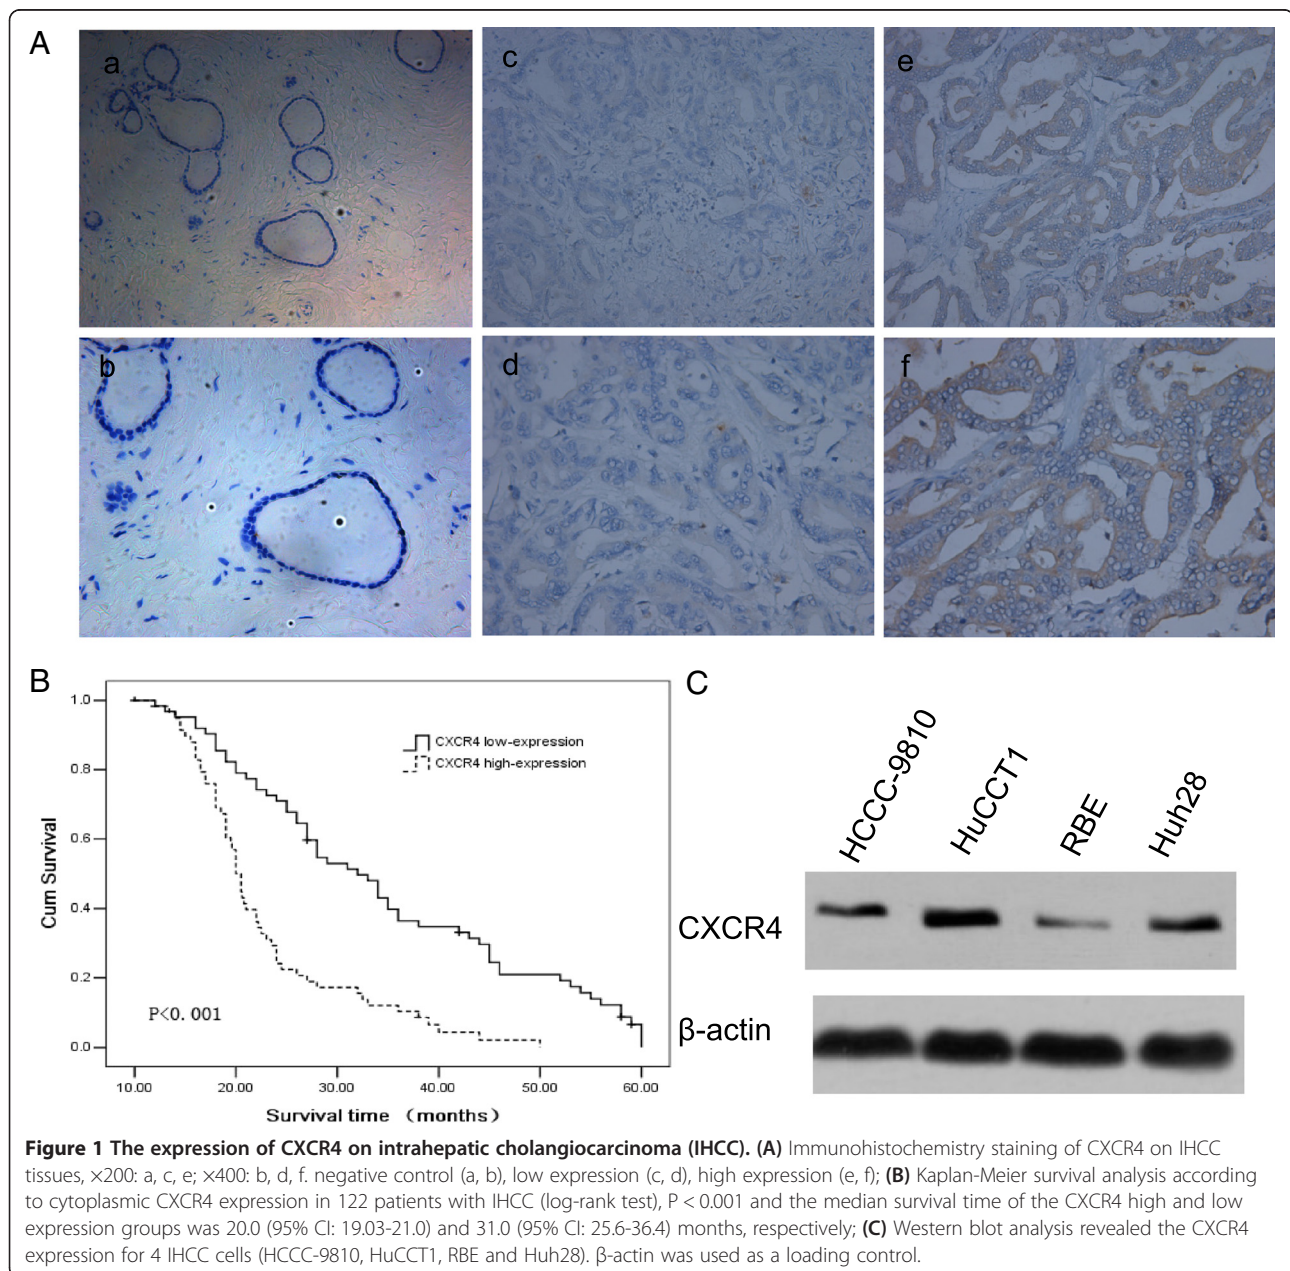 A
a
c
e
b
d
f
B
1.0
0.8
0.6
0.4
0.2
0.0
Cum Survival
CXCR4 low-expression
CXCR4 high-expression
P<0.001
10.00 20.00 30.00 40.00 50.00 60.00
Survival time (months)
C
HCCC-9810
HuCCT1
RBE
Huh28
CXCR4
β-actin
Figure 1 The expression of CXCR4 on intrahepatic cholangiocarcinoma (IHCC). (A) Immunohistochemistry staining of CXCR4 on IHCC
tissues, ×200: a, c, e; ×400: b, d, f. negative control (a, b), low expression (c, d), high expression (e, f); (B) Kaplan-Meier survival analysis according
to cytoplasmic CXCR4 expression in 122 patients with IHCC (log-rank test), P < 0.001 and the median survival time of the CXCR4 high and low
expression groups was 20.0 (95% CI: 19.03-21.0) and 31.0 (95% CI: 25.6-36.4) months, respectively; (C) Western blot analysis revealed the CXCR4
expression for 4 IHCC cells (HCCC-9810, HuCCT1, RBE and Huh28). β-actin was used as a loading control.